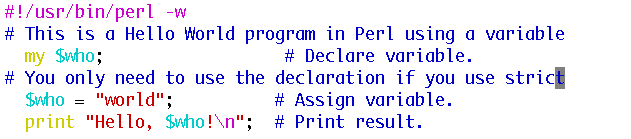 #!/usr/bin/perl -w
# This is a Hello World program in Perl using a variable
  my $who;                  # Declare variable.
# You only need to use the declaration if you use strict
  $who = "world";          # Assign variable.
  print "Hello, $who!\n";  # Print result.